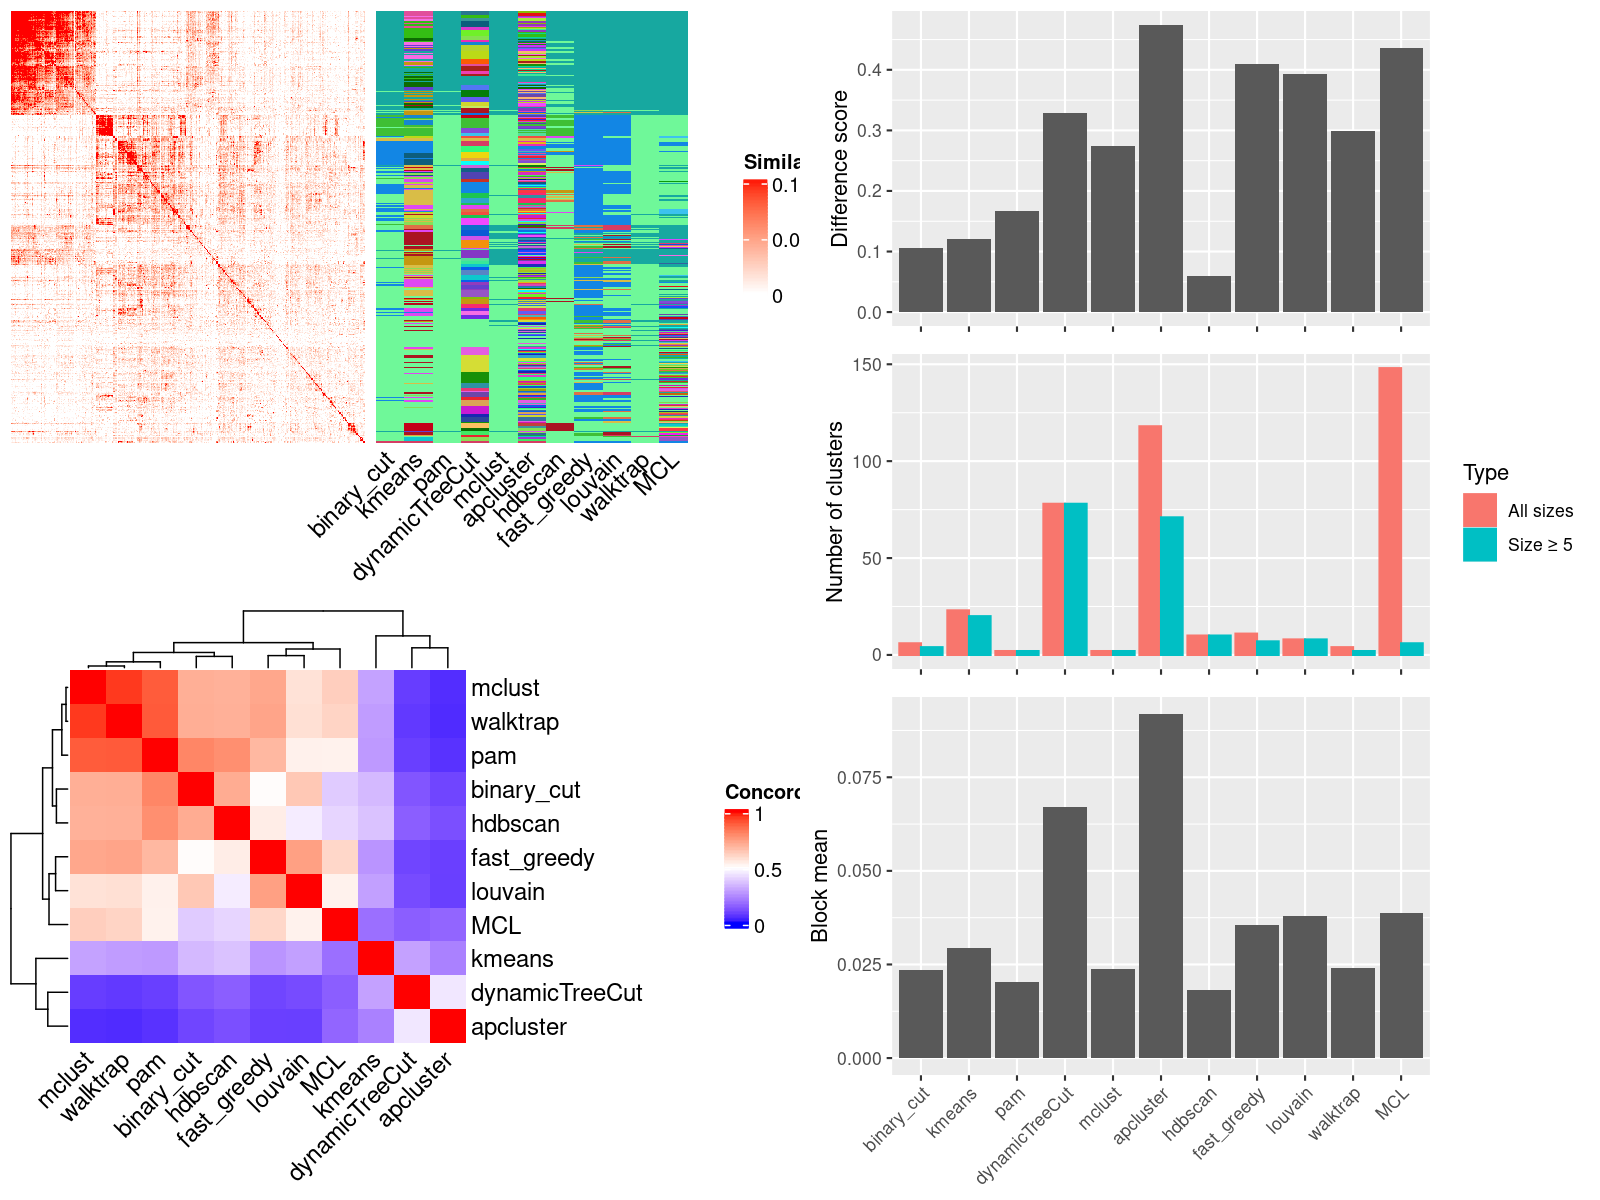 Simila
0.1
0.0
0
binary_cut
kmeans
pam
dynamicTreeCut
mclust
apcluster
hdbscan
fast_greedy
louvain
walktrap
MCL
mclust
walktrap
pam
binary_cut
hdbscan
fast_greedy
louvain
MCL
kmeans
dynamicTreeCut
apcluster
mclust
walktrap
pam
binary_cut
hdbscan
fast_greedy
louvain
MCL
kmeans
dynamicTreeCut
apcluster
Concord
1
0.5
0
Difference score
0.4
0.3
0.2
0.1
0.0
Number of clusters
150
100
50
0
Type
All sizes
Size ≥ 5
Block mean
0.075
0.050
0.025
0.000
binary_cut
kmeans
pam
dynamicTreeCut
mclust
apcluster
hdbscan
fast_greedy
louvain
walktrap
MCL